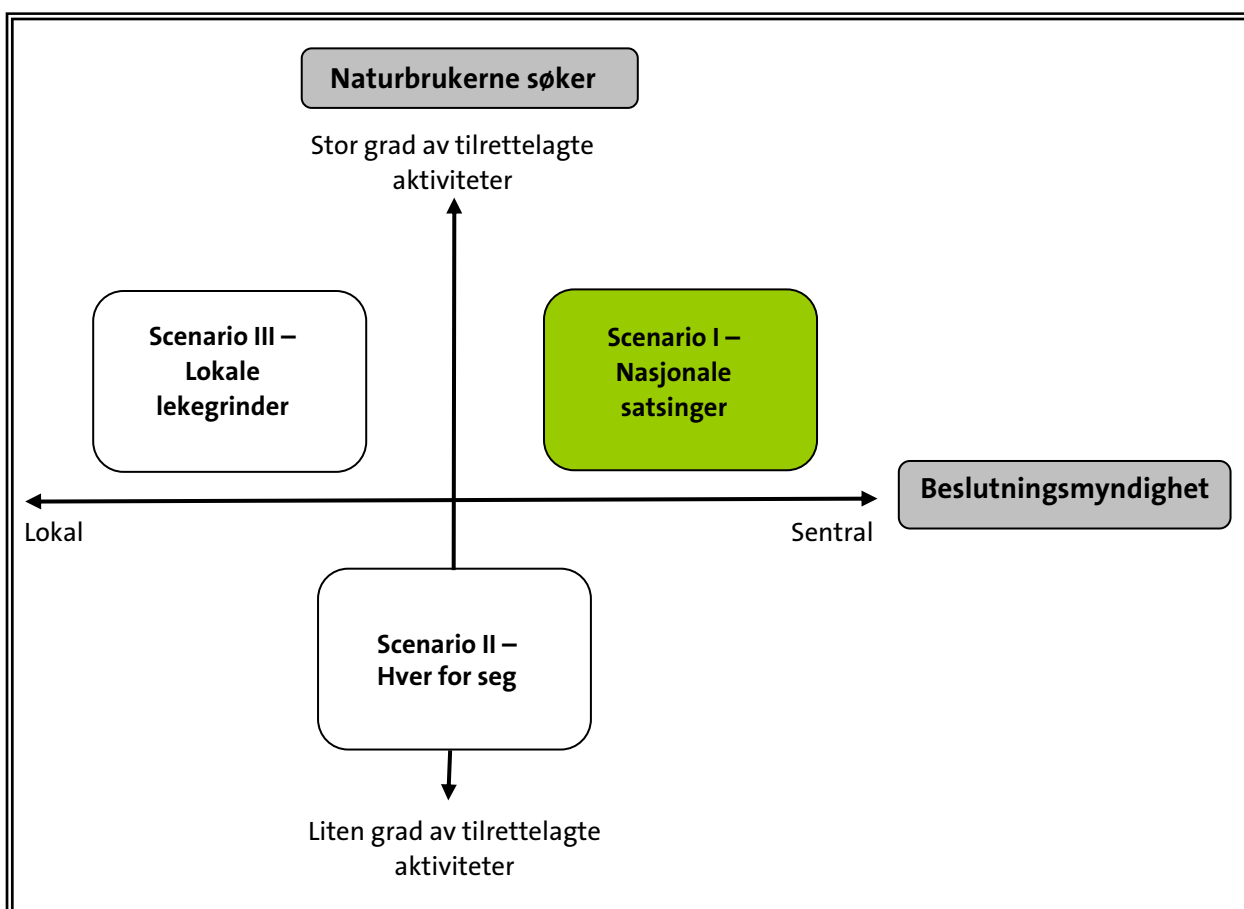 Naturbrukerne søker
Stor grad av tilrettelagte
aktiviteter
Scenario III –
Lokale
lekegrinder
Scenario I –
Nasjonale
satsinger
Beslutningsmyndighet
Lokal
Sentral
Scenario II –
Hver for seg
Liten grad av tilrettelagte
aktiviteter